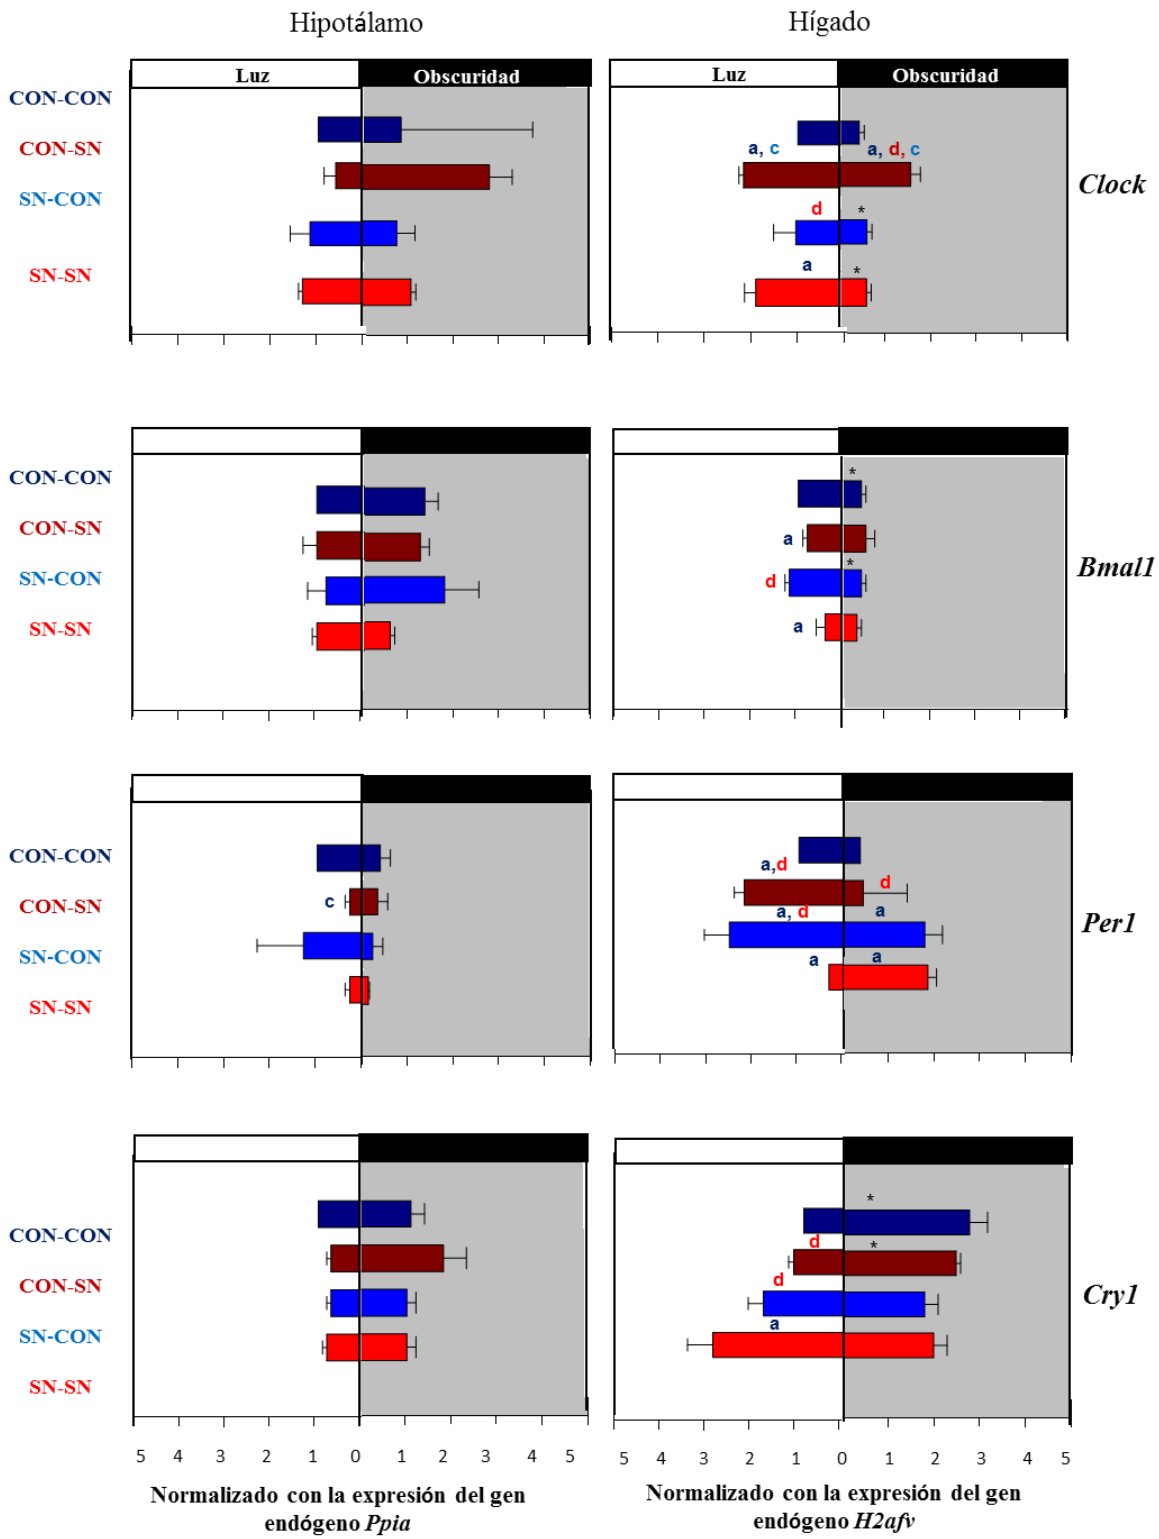 Hipotálamo
Hígado
Luz
Obscuridad
Luz
Obscuridad
CON-CON
CON-SN
SN-CON
SN-SN
a, c
a, d, c
d
*
a
*
Clock
CON-CON
CON-SN
SN-CON
SN-SN
*
a
*
d
a
Bmal1
CON-CON
CON-SN
SN-CON
SN-SN
c
a,d
d
a, d
a
a
a
Per1
CON-CON
CON-SN
SN-CON
SN-SN
*
d
*
d
a
Cry1
5 4 3 2 1 0 1 2 3 4 5
5 4 3 2 1 0 1 2 3 4 5
Normalizado con la expresión del gen
endógeno Ppia
Normalizado con la expresión del gen
endógeno H2afv